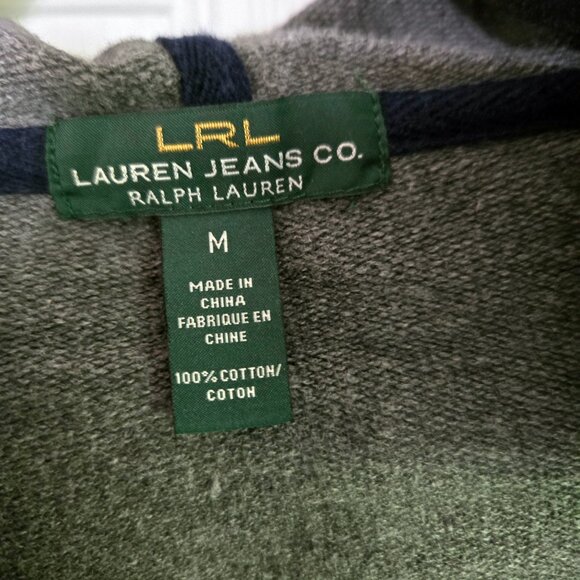 LRL
LAUREN JEANS CO.
RALPH LAUREN
M
MADE IN
CHINA
FABRIQUE EN
CHINE
100% COTTON/
COTON